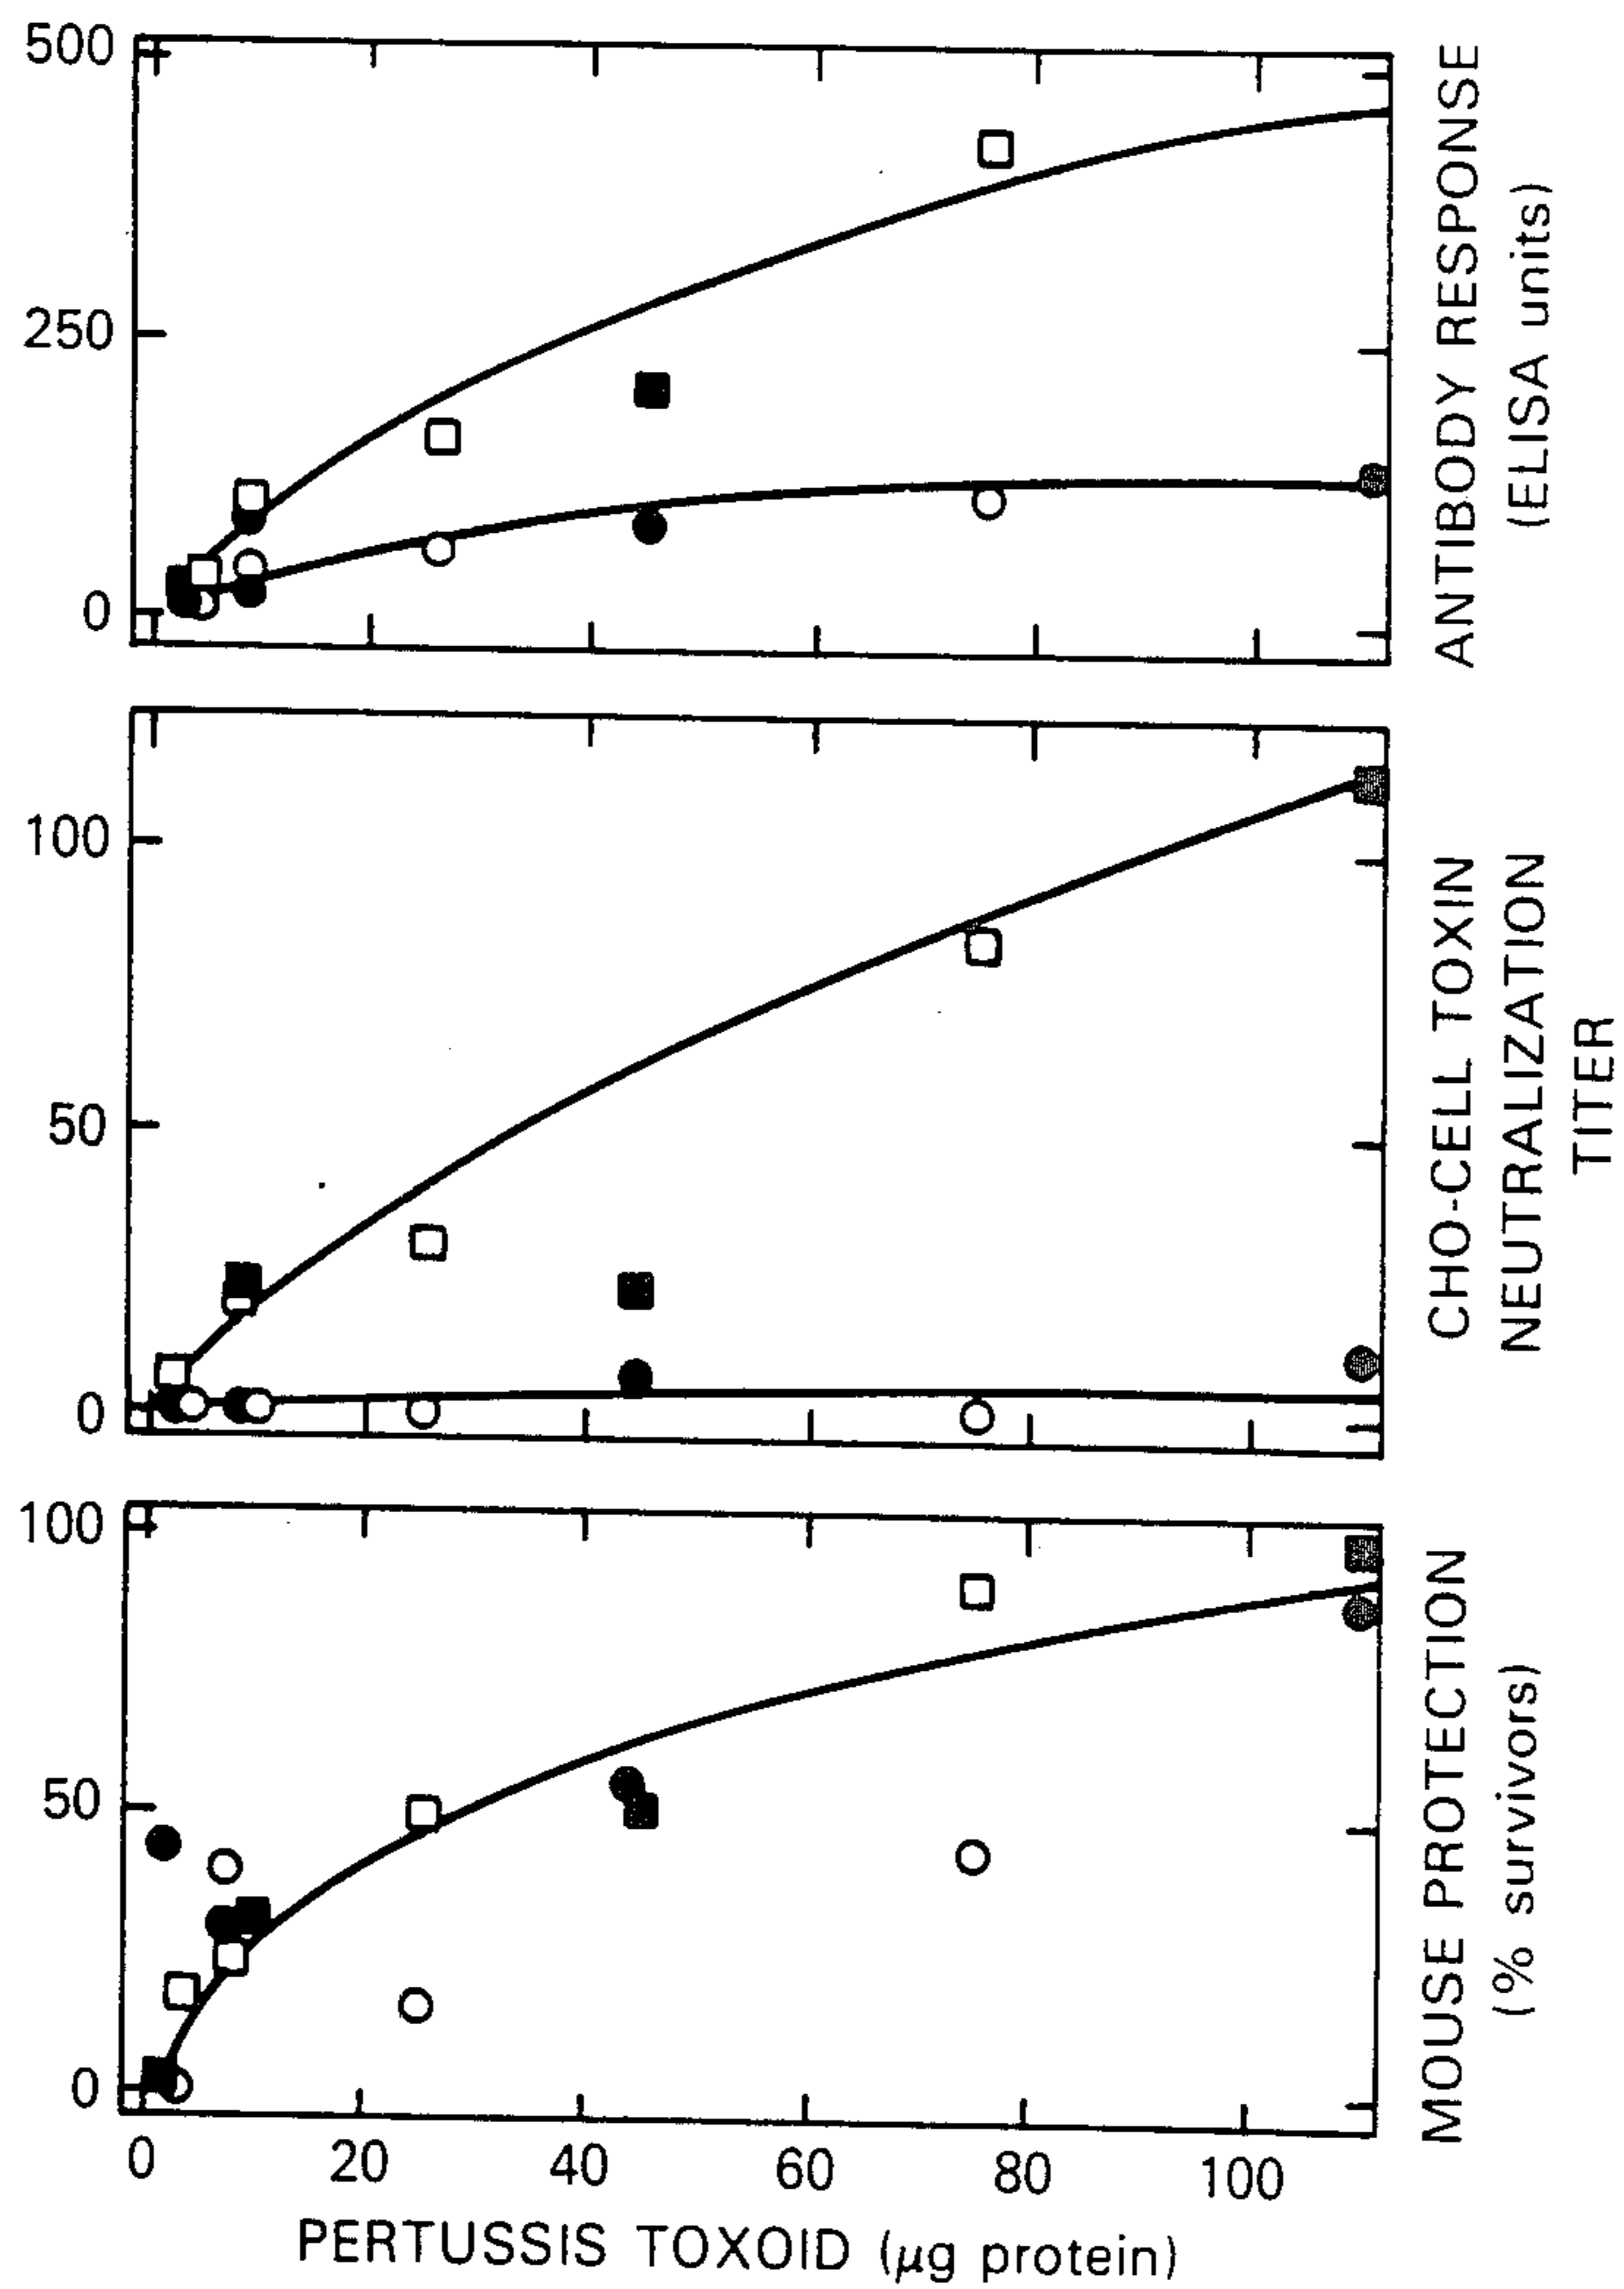 500
250
0
ANTIBODY RESPONSE
(ELISA units)
100
50
0
CHO-CELL TOXIN
NEUTRALIZATION
TITER
100
50
0
MOUSE PROTECTION
(% survivors)
0 20 40 60 80 100
PERTUSSIS TOXOID (μg protein)